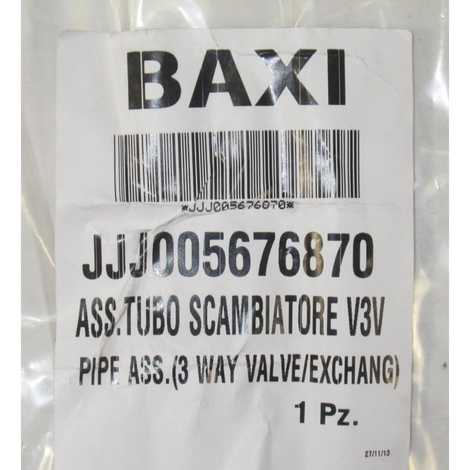 BAXI
*JJJ005676870*
JJJ005676870
ASS.TUBO SCAMBIATORE V3V
PIPE ASS.(3 WAY VALVE/EXCHANG)
1 Pz.
27/11/13